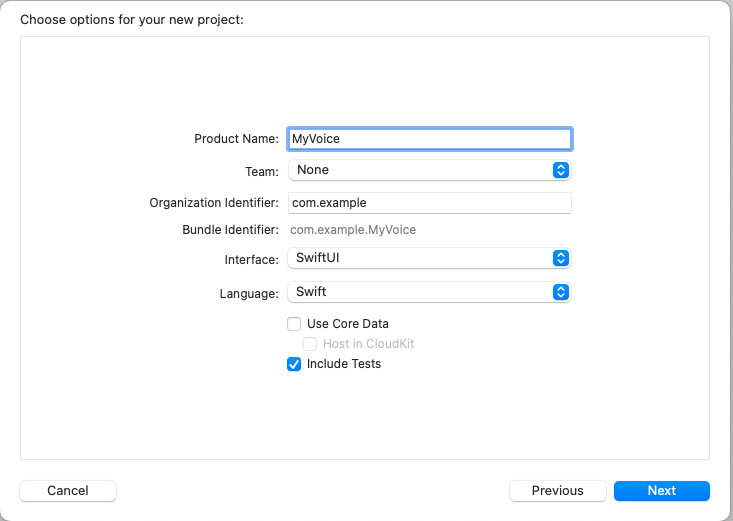 Choose options for your new project:
Product Name: MyVoice
Team: None
Organization Identifier: com.example
Bundle Identifier: com.example.MyVoice
Interface: SwiftUI
Language: Swift
Use Core Data
Host in CloudKit
Include Tests
Cancel Previous Next